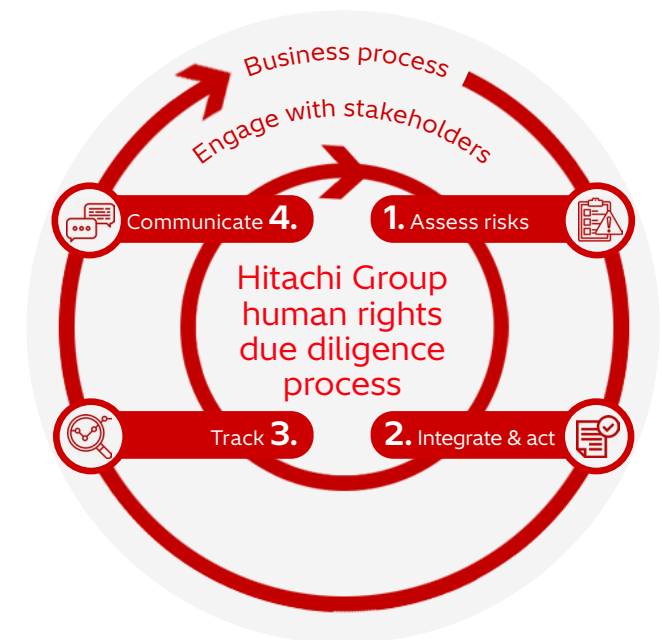 Business process
Engage with stakeholders
Communicate 4.
1. Assess risks
Hitachi Group
human rights
due diligence
process
Track 3.
2. Integrate & act